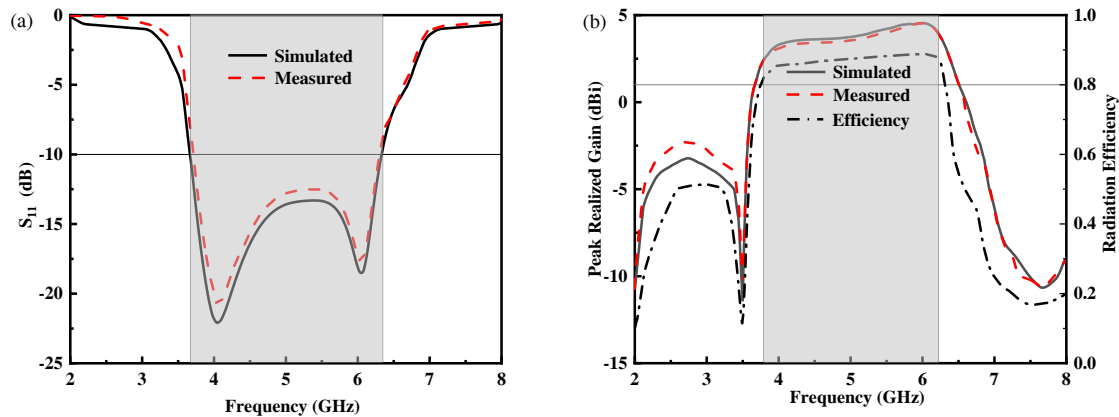 (a)
0
-5
-10
-15
-20
-25
S11 (dB)
Simulated
Measured
2 3 4 5 6 7 8
Frequency (GHz)
(b)
5
0
-5
-10
-15
Peak Realized Gain (dBi)
Simulated
Measured
Efficiency
1.0
0.8
0.6
0.4
0.2
0.0
Radiation Efficiency
2 3 4 5 6 7 8
Frequency (GHz)